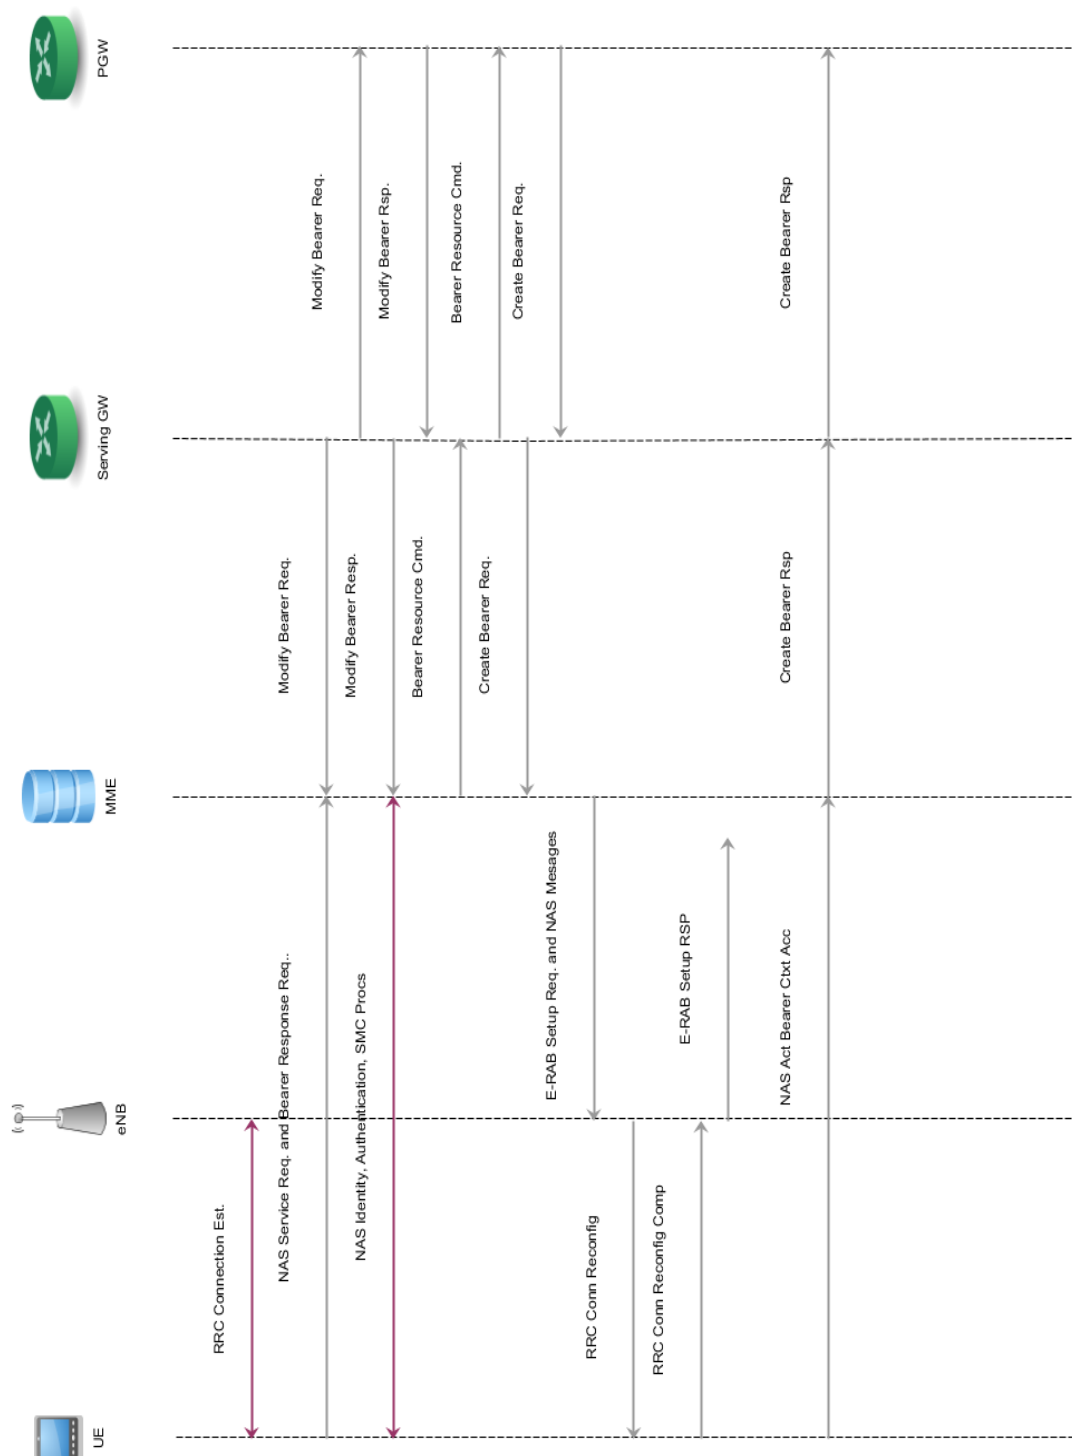 UE
eNB
MME
Serving GW
PGW
RRC Connection Est.
NAS Service Req. and Bearer Response Req..
Modify Bearer Req.
Modify Bearer Req.
NAS Identity, Authentication, SMC Procs
Modify Bearer Resp.
Modify Bearer Rsp.
Bearer Resource Cmd.
Bearer Resource Cmd.
Create Bearer Req.
Create Bearer Req.
E-RAB Setup Req. and NAS Mesages
RRC Conn Reconfig
RRC Conn Reconfig Comp
E-RAB Setup RSP
NAS Act Bearer Ctxt Acc
Create Bearer Rsp
Create Bearer Rsp